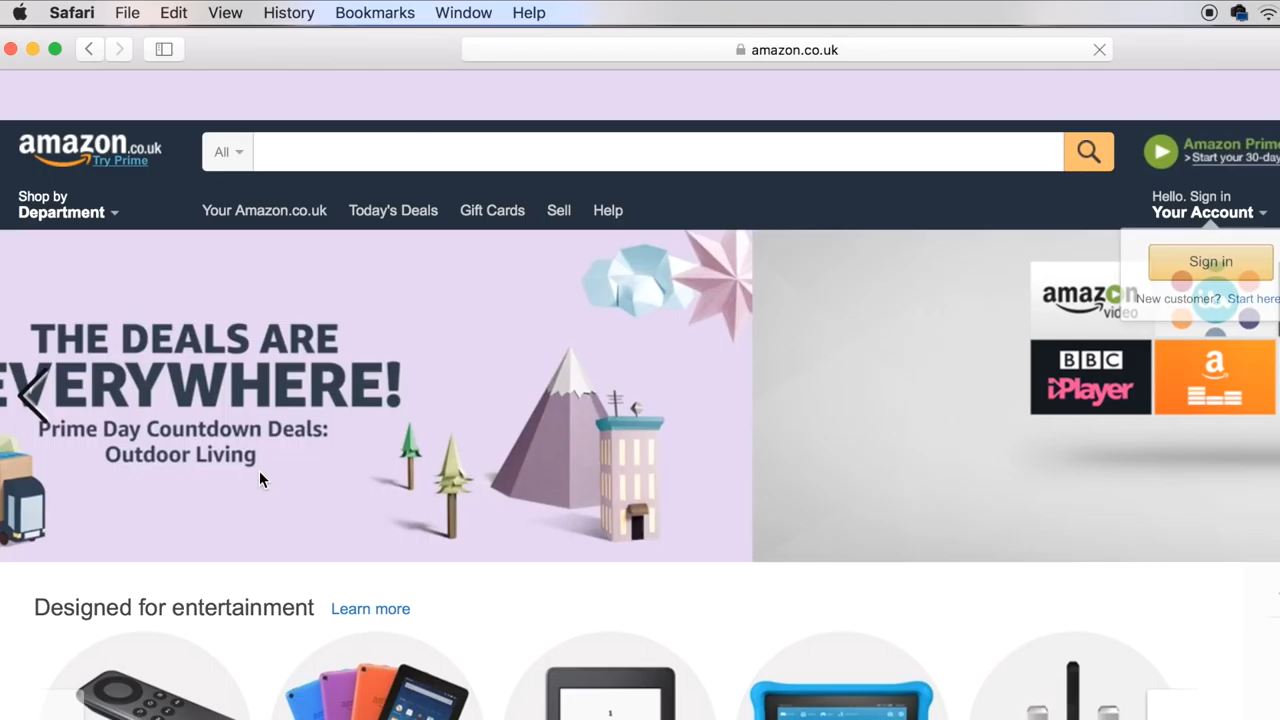 Safari File Edit View History Bookmarks Window Help
amazon.co.uk
amazon.co.uk
Try Prime
All
Amazon Prime
>Start your 30-day
Shop by
Department
Your Amazon.co.uk Today's Deals Gift Cards Sell Help
Hello. Sign in
Your Account
Sign in
New customer? Start here
THE DEALS ARE
EVERYWHERE!
Prime Day Countdown Deals:
Outdoor Living
amazon
video
BBC
iPlayer
a
Designed for entertainment Learn more
1